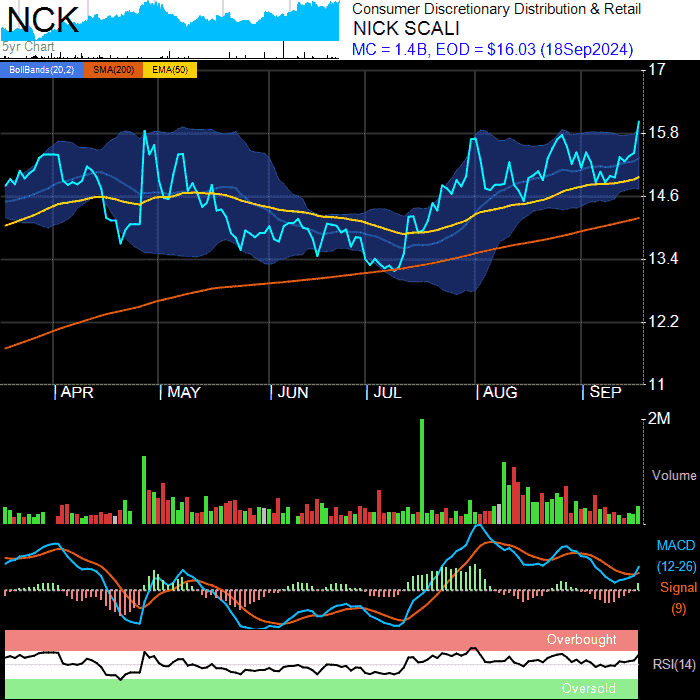 NCK
5yr Chart
Consumer Discretionary Distribution & Retail
NICK SCALI
MC = 1.4B, EOD = $16.03 (18Sep2024)
BollBands(20,2) SMA(200) EMA(50)
17
15.8
14.6
13.4
12.2
11
APR MAY JUN JUL AUG SEP
2M
Volume
MACD
(12-26)
Signal
(9)
Overbought
RSI(14)
Oversold